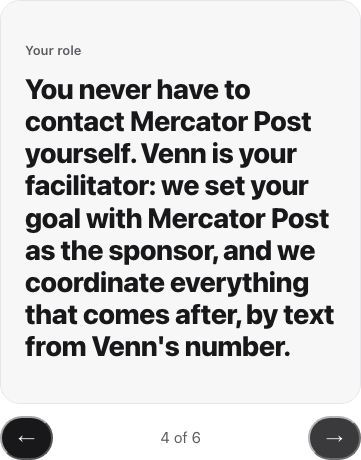 Your role
You never have to
contact Mercator Post
yourself. Venn is your
facilitator: we set your
goal with Mercator Post
as the sponsor, and we
coordinate everything
that comes after, by text
from Venn's number.
← 4 of 6 →